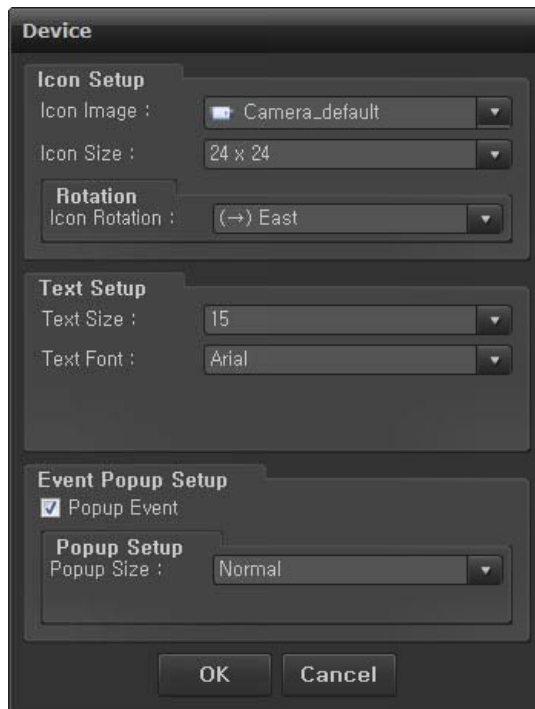 Device
Icon Setup
Icon Image :
Camera_default
Icon Size :
24 x 24
Rotation
Icon Rotation :
(→) East
Text Setup
Text Size :
15
Text Font :
Arial
Event Popup Setup
Popup Event
Popup Setup
Popup Size :
Normal
OK
Cancel